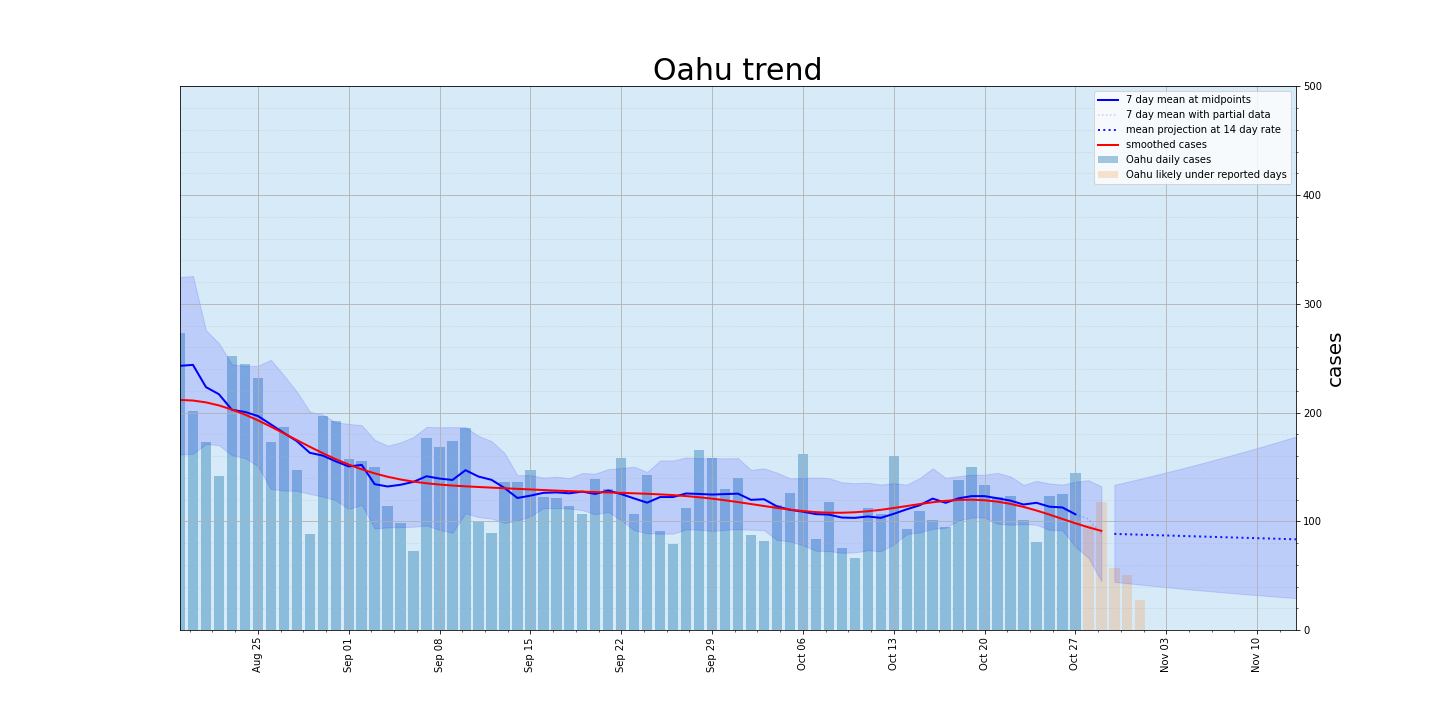 Oahu trend
7 day mean at midpoints
7 day mean with partial data
mean projection at 14 day rate
smoothed cases
Oahu daily cases
Oahu likely under reported days
500
400
300
200
100
0
cases
Aug 25
Sep 01
Sep 08
Sep 15
Sep 22
Sep 29
Oct 06
Oct 13
Oct 20
Oct 27
Nov 03
Nov 10